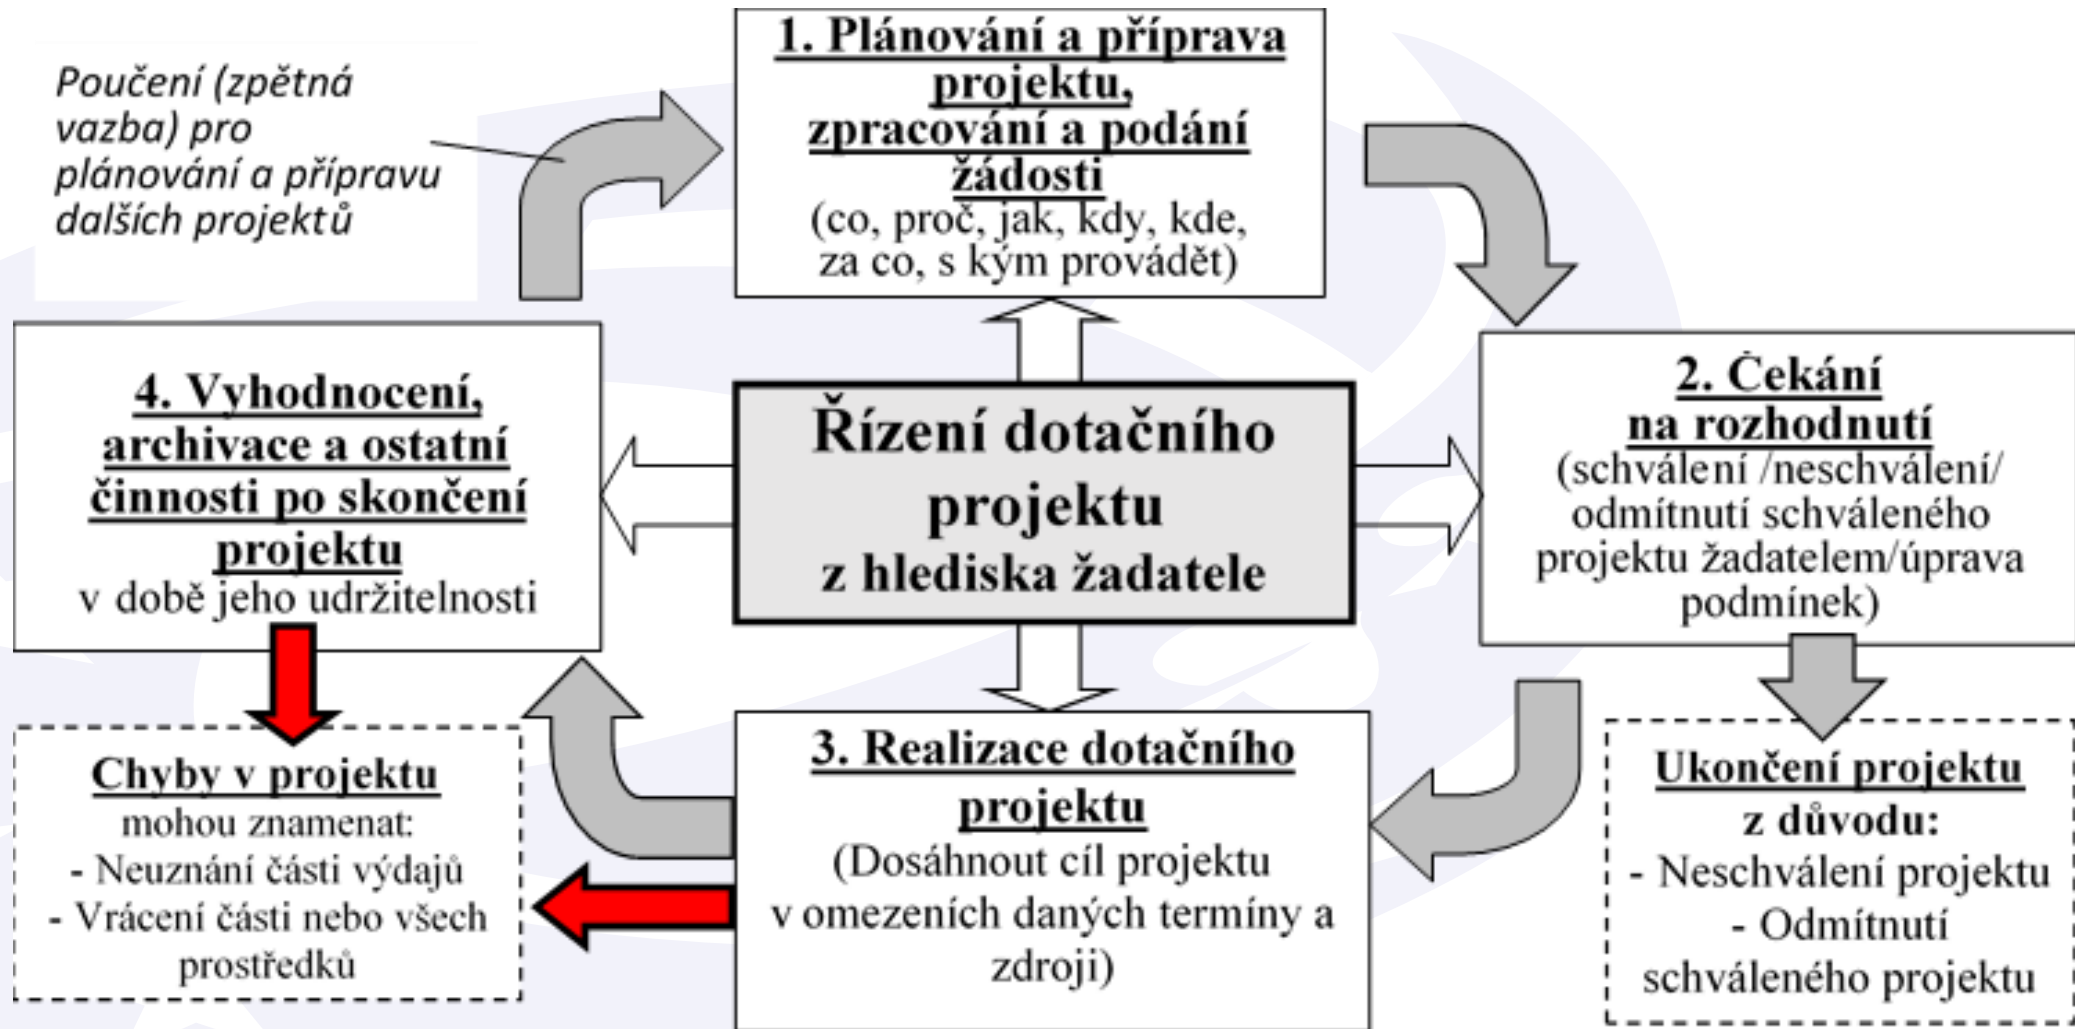 Poučení (zpětná
vazba) pro
plánování a přípravu
dalších projektů
1. Plánování a příprava
projektu,
zpracování a podání
žádosti
(co, proč, jak, kdy, kde,
za co, s kým provádět)
4. Vyhodnocení,
archivace a ostatní
činnosti po skončení
projektu
v době jeho udržitelnosti
Řízení dotačního
projektu
z hlediska žadatele
2. Čekání
na rozhodnutí
(schválení /neschválení/
odmítnutí schváleného
projektu žadatelem/úprava
podmínek)
Chyby v projektu
mohou znamenat:
- Neuznání části výdajů
- Vrácení části nebo všech
prostředků
3. Realizace dotačního
projektu
(Dosáhnout cíl projektu
v omezeních daných termíny a
zdroji)
Ukončení projektu
z důvodu:
- Neschválení projektu
- Odmítnutí
schváleného projektu